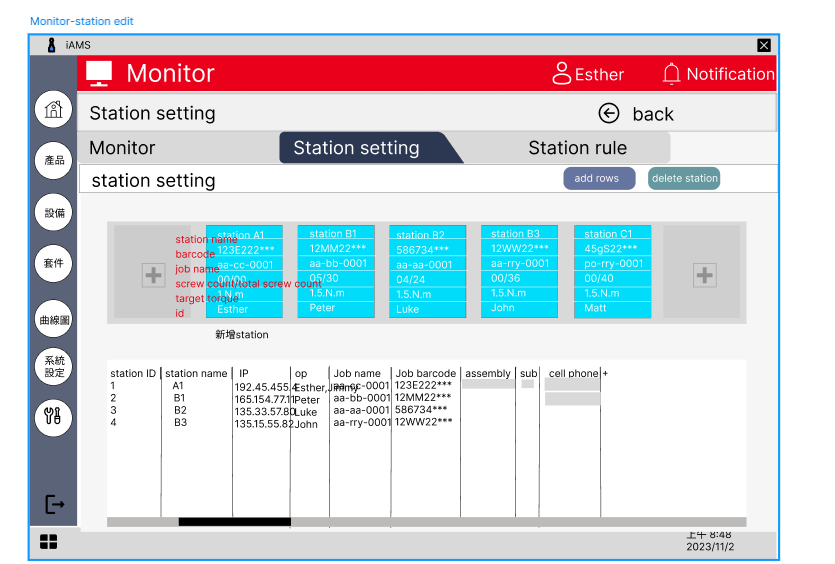 Monitor-station edit
iAMS
Monitor
Esther
Notification
Station setting
back
Monitor
Station setting
Station rule
station setting
add rows
delete station
產品
設備
套件
曲線圖
系統
設定
station name
barcode
job name
screw count/total screw count
target torque
id
station A1
123E222***
aa-cc-0001
00/00
1.N.m
Esther
station B1
12MM22***
aa-bb-0001
05/30
1.5.N.m
Peter
station B2
586734***
aa-aa-0001
04/24
1.5.N.m
Luke
station B3
12WW22***
aa-rry-0001
00/36
1.5.N.m
John
station C1
45gS22***
po-rry-0001
00/40
1.5.N.m
Matt
新增station
station ID station name IP op Job name Job barcode assembly sub cell phone +
1 A1 192.45.455.4 Esther,Jimmy aa-cc-0001 123E222***
2 B1 165.154.77.11 Peter aa-bb-0001 12MM22***
3 B2 135.33.57.80 Luke aa-aa-0001 586734***
4 B3 135.15.55.82 John aa-rry-0001 12WW22***
上午 8:48
2023/11/2